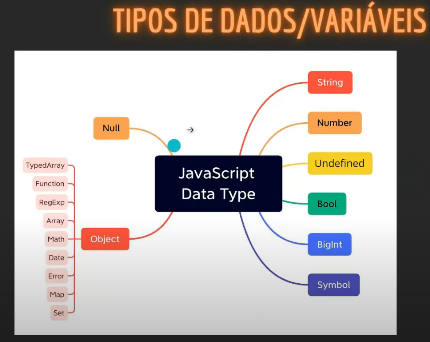 TIPOS DE DADOS/VARIÁVEIS
String
Null
Number
TypedArray
Undefined
Function
JavaScript
Data Type
RegExp
Bool
Array
Math
Object
BigInt
Date
Error
Symbol
Map
Set